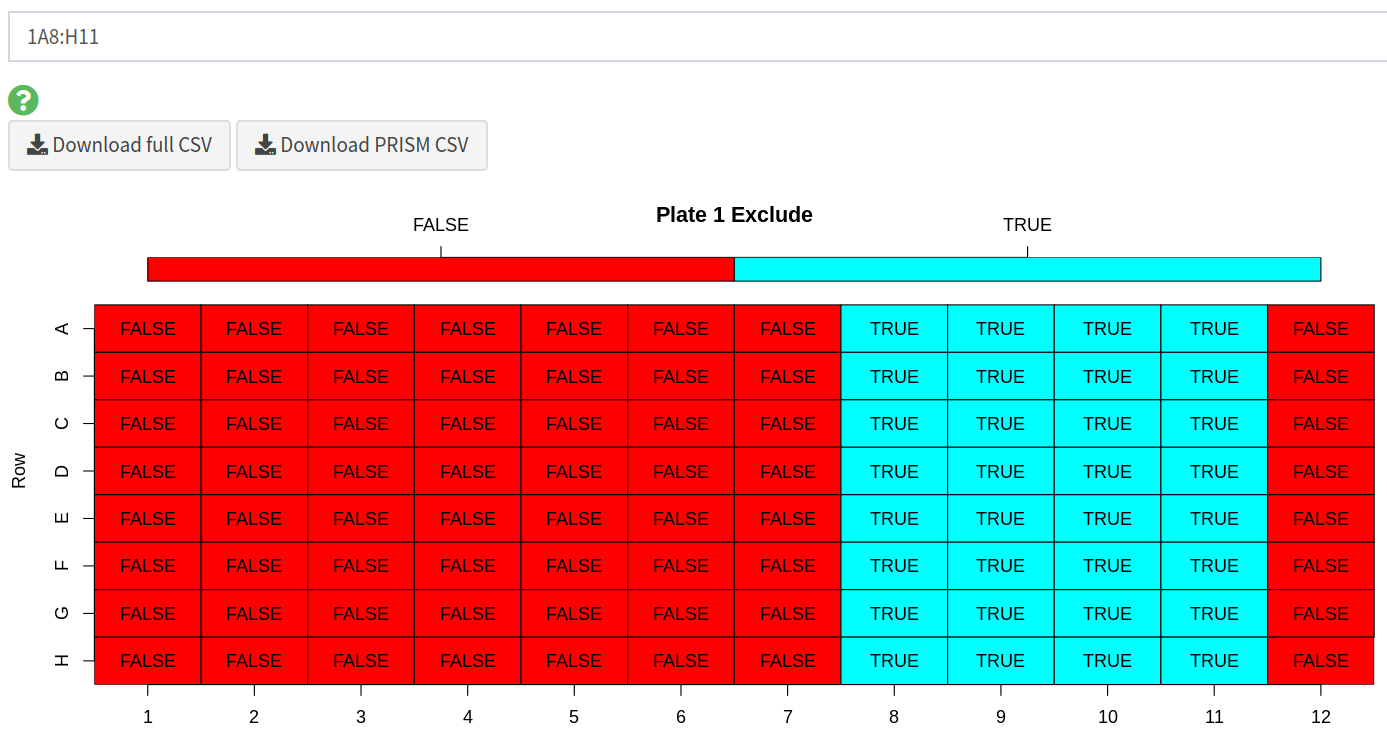 1A8:H11
?
Download full CSV Download PRISM CSV
Plate 1 Exclude
FALSE TRUE
A FALSE FALSE FALSE FALSE FALSE FALSE FALSE TRUE TRUE TRUE TRUE FALSE
B FALSE FALSE FALSE FALSE FALSE FALSE FALSE TRUE TRUE TRUE TRUE FALSE
C FALSE FALSE FALSE FALSE FALSE FALSE FALSE TRUE TRUE TRUE TRUE FALSE
Row
D FALSE FALSE FALSE FALSE FALSE FALSE FALSE TRUE TRUE TRUE TRUE FALSE
E FALSE FALSE FALSE FALSE FALSE FALSE FALSE TRUE TRUE TRUE TRUE FALSE
F FALSE FALSE FALSE FALSE FALSE FALSE FALSE TRUE TRUE TRUE TRUE FALSE
G FALSE FALSE FALSE FALSE FALSE FALSE FALSE TRUE TRUE TRUE TRUE FALSE
H FALSE FALSE FALSE FALSE FALSE FALSE FALSE TRUE TRUE TRUE TRUE FALSE
1 2 3 4 5 6 7 8 9 10 11 12